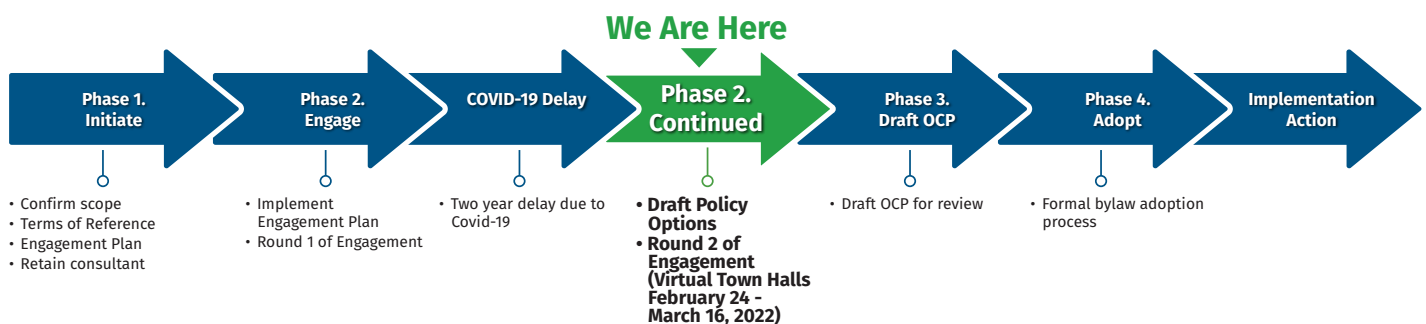 We Are Here
Phase 1.
Initiate
Phase 2.
Engage
COVID-19 Delay
Phase 2.
Continued
Phase 3.
Draft OCP
Phase 4.
Adopt
Implementation
Action
• Confirm scope
• Terms of Reference
• Engagement Plan
• Retain consultant
• Implement
Engagement Plan
• Round 1 of Engagement
• Two year delay due to
Covid-19
• Draft Policy
Options
• Round 2 of
Engagement
(Virtual Town Halls
February 24 -
March 16, 2022)
• Draft OCP for review
• Formal bylaw adoption
process